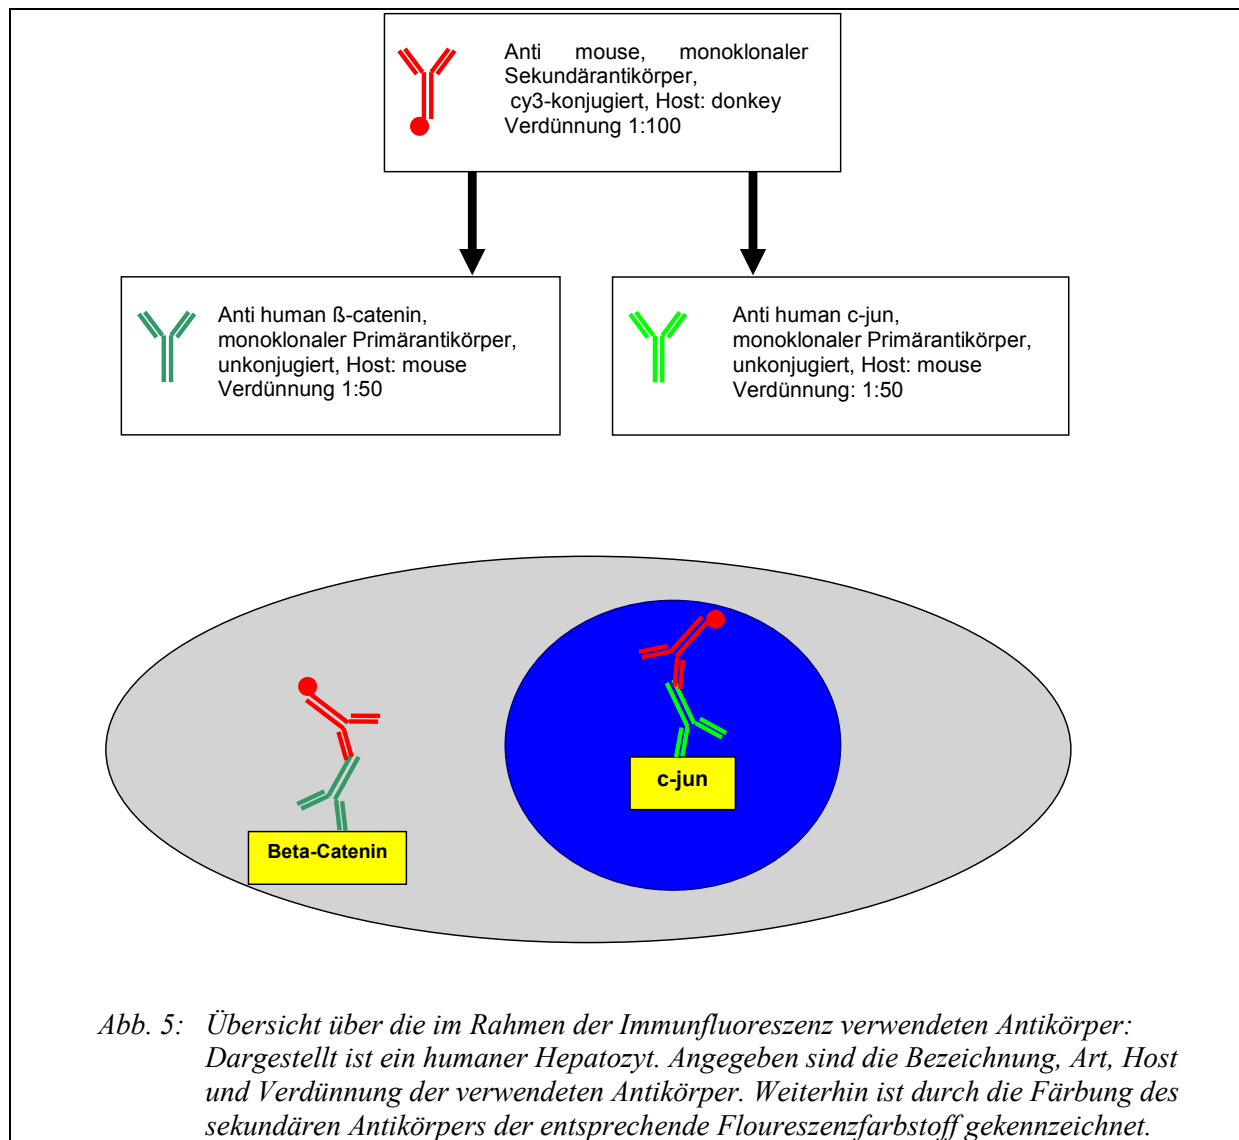 Anti mouse, monoklonaler
Sekundärantikörper,
cy3-konjugiert, Host: donkey
Verdünnung 1:100
Anti human ß-catenin,
monoklonaler Primärantikörper,
unkonjugiert, Host: mouse
Verdünnung 1:50
Anti human c-jun,
monoklonaler Primärantikörper,
unkonjugiert, Host: mouse
Verdünnung: 1:50
c-jun
Beta-Catenin
Abb. 5: Übersicht über die im Rahmen der Immunfluoreszenz verwendeten Antikörper:
Dargestellt ist ein humaner Hepatozyt. Angegeben sind die Bezeichnung, Art, Host
und Verdünnung der verwendeten Antikörper. Weiterhin ist durch die Färbung des
sekundären Antikörpers der entsprechende Floureszenzfarbstoff gekennzeichnet.